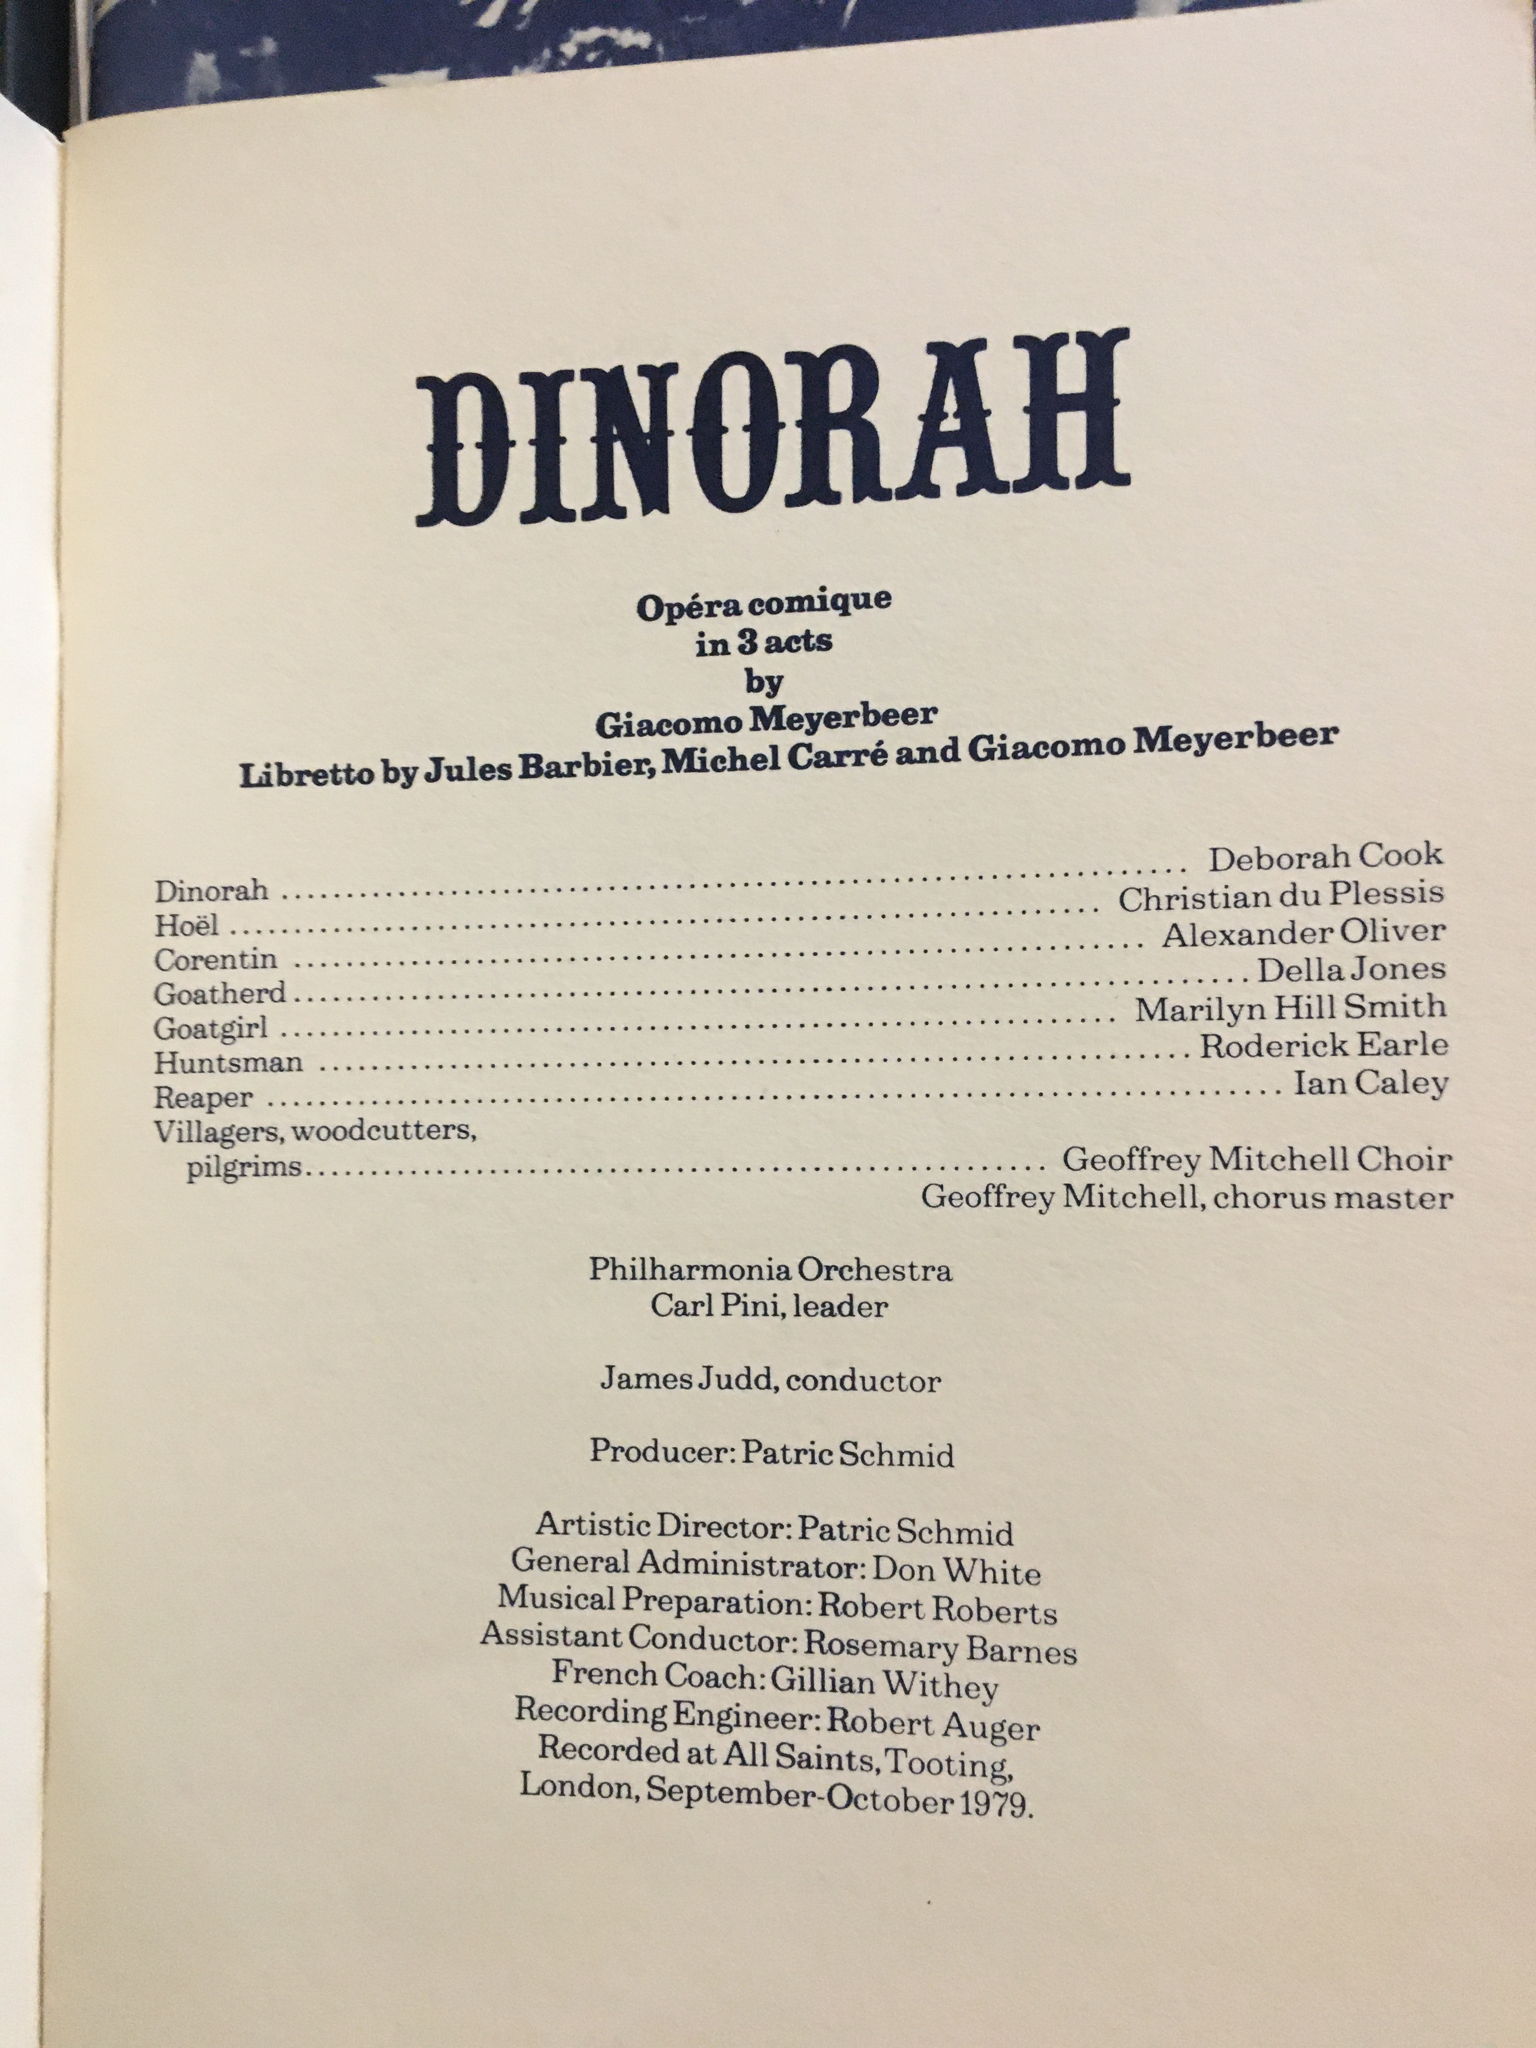 DINORAH
Opéra comique
in 3 acts
by
Giacomo Meyerbeer
Libretto by Jules Barbier, Michel Carré and Giacomo Meyerbeer
Dinorah ........................................................................ Deborah Cook
Hoël ........................................................................ Christian du Plessis
Corentin ........................................................................ Alexander Oliver
Goatherd ........................................................................ Della Jones
Goatgirl ........................................................................ Marilyn Hill Smith
Huntsman ........................................................................ Roderick Earle
Reaper ........................................................................ Ian Caley
Villagers, woodcutters,
pilgrims ........................................................................ Geoffrey Mitchell Choir
Geoffrey Mitchell, chorus master
Philharmonia Orchestra
Carl Pini, leader
James Judd, conductor
Producer: Patric Schmid
Artistic Director: Patric Schmid
General Administrator: Don White
Musical Preparation: Robert Roberts
Assistant Conductor: Rosemary Barnes
French Coach: Gillian Withey
Recording Engineer: Robert Auger
Recorded at All Saints, Tooting,
London, September-October 1979.